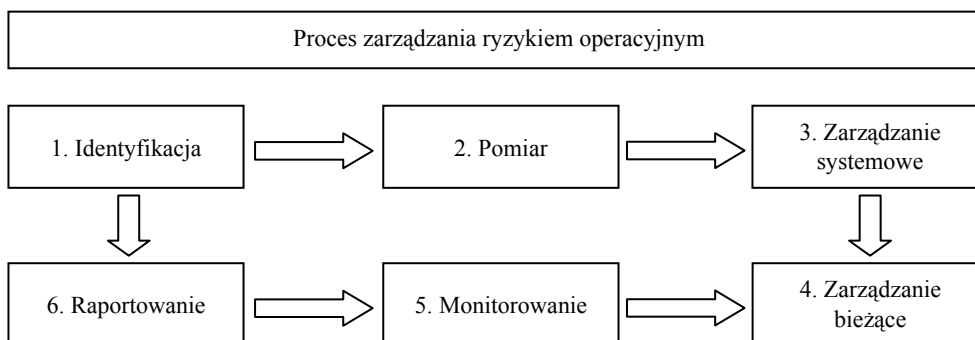 Proces zarządzania ryzykiem operacyjnym
1. Identyfikacja
2. Pomiar
3. Zarządzanie
systemowe
6. Raportowanie
5. Monitorowanie
4. Zarządzanie
bieżące